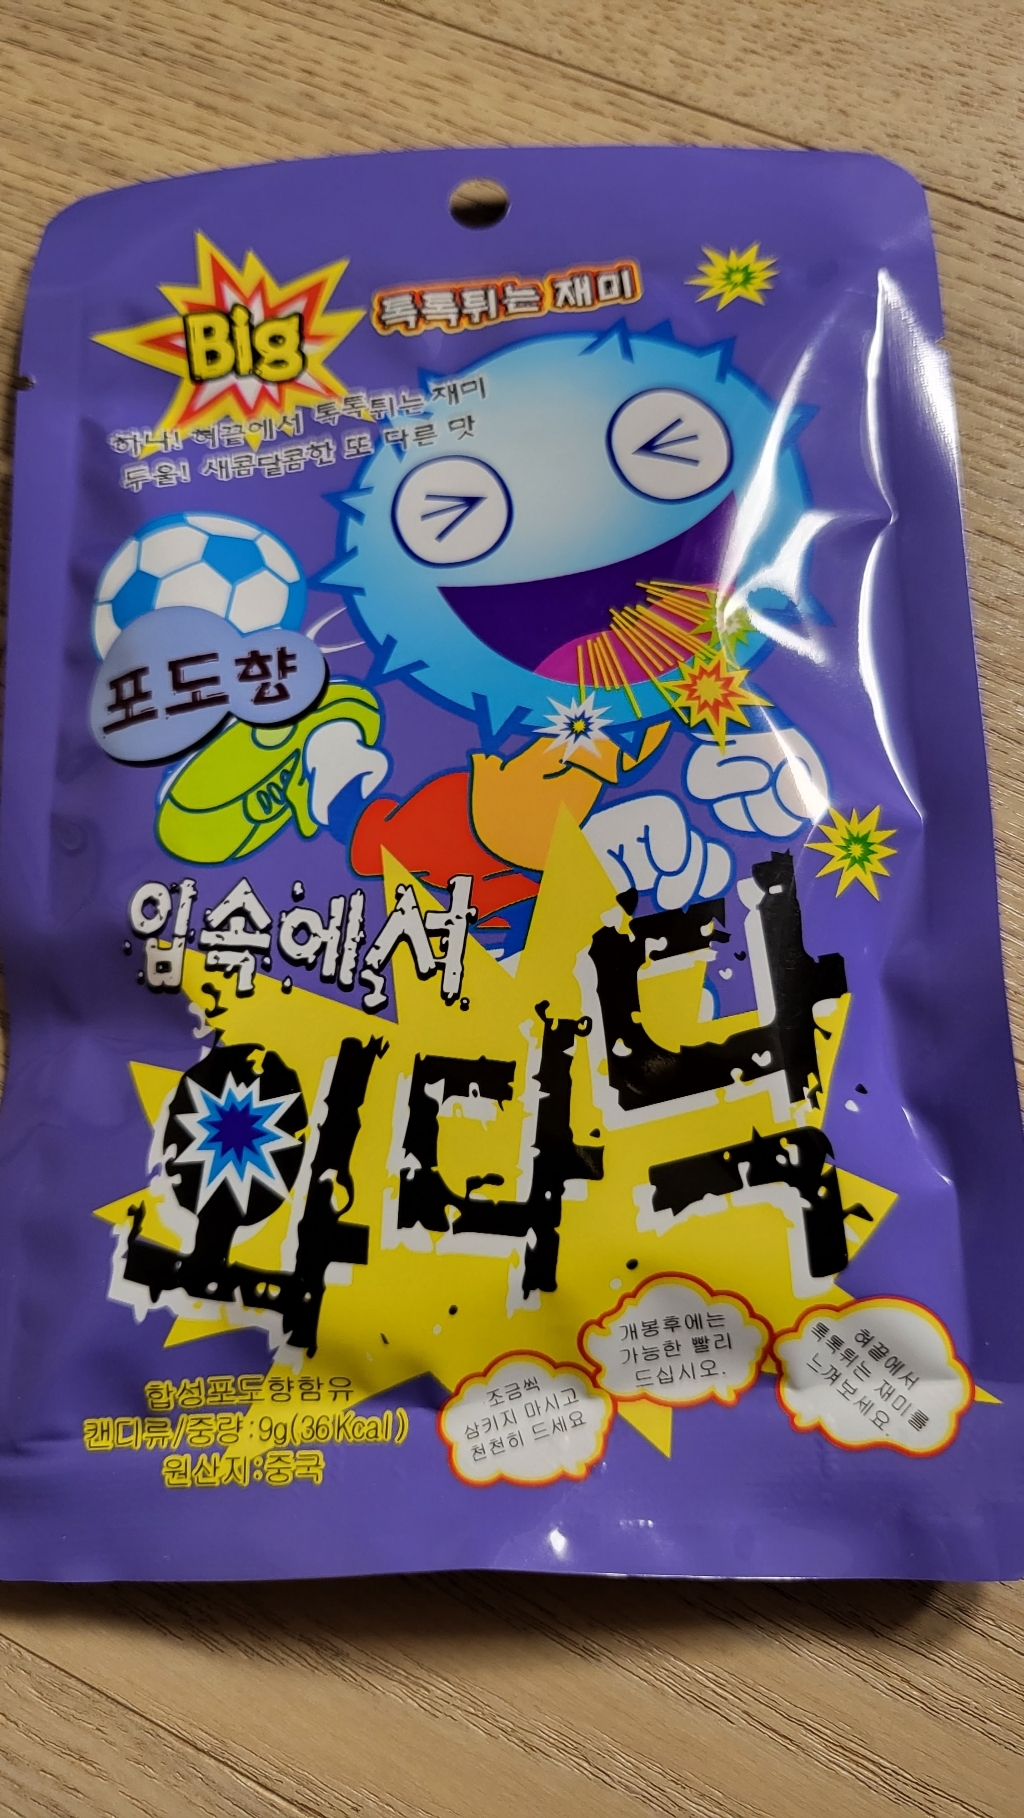 Big
톡톡튀는 재미
하나! 혀끝에서 톡톡튀는 재미
두울! 새콤달콤한 또 다른 맛
포도향
입속에서
와다닥
합성포도향함유
캔디류/중량:9g(36Kcal)
원산지:중국
조금씩
삼키지 마시고
천천히 드세요
개봉후에는
가능한 빨리
드십시오.
혀끝에서
톡톡튀는 재미를
느껴보세요.